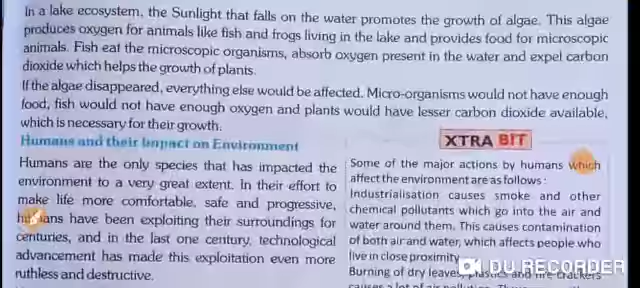 In a lake ecosystem, the Sunlight that falls on the water promotes the growth of algae. This algae
produces oxygen for animals like fish and frogs living in the lake and provides food for microscopic
animals. Fish eat the microscopic organisms, absorb oxygen present in the water and expel carbon
dioxide which helps the growth of plants.
If the algae disappeared, everything else would be affected. Micro-organisms would not have enough
food, fish would not have enough oxygen and plants would have lesser carbon dioxide available,
which is necessary for their growth.
Humans and their Impact on Environment
Humans are the only species that has impacted the
environment to a very great extent. In their effort to
make life more comfortable, safe and progressive,
have been exploiting their surroundings for
centuries, and in the last one century, technological
advancement has made this exploitation even more
ruthless and destructive.
XTRA BIT
Some of the major actions by humans which
affect the environment are as follows :
Industrialisation causes smoke and other
chemical pollutants which go into the air and
water around them. This causes contamination
of both air and water, which affects people who
live in close proximity.
Burning of dry leaves, plastics and fire crackers
causes a lot of air pollution.
DU RECORDER